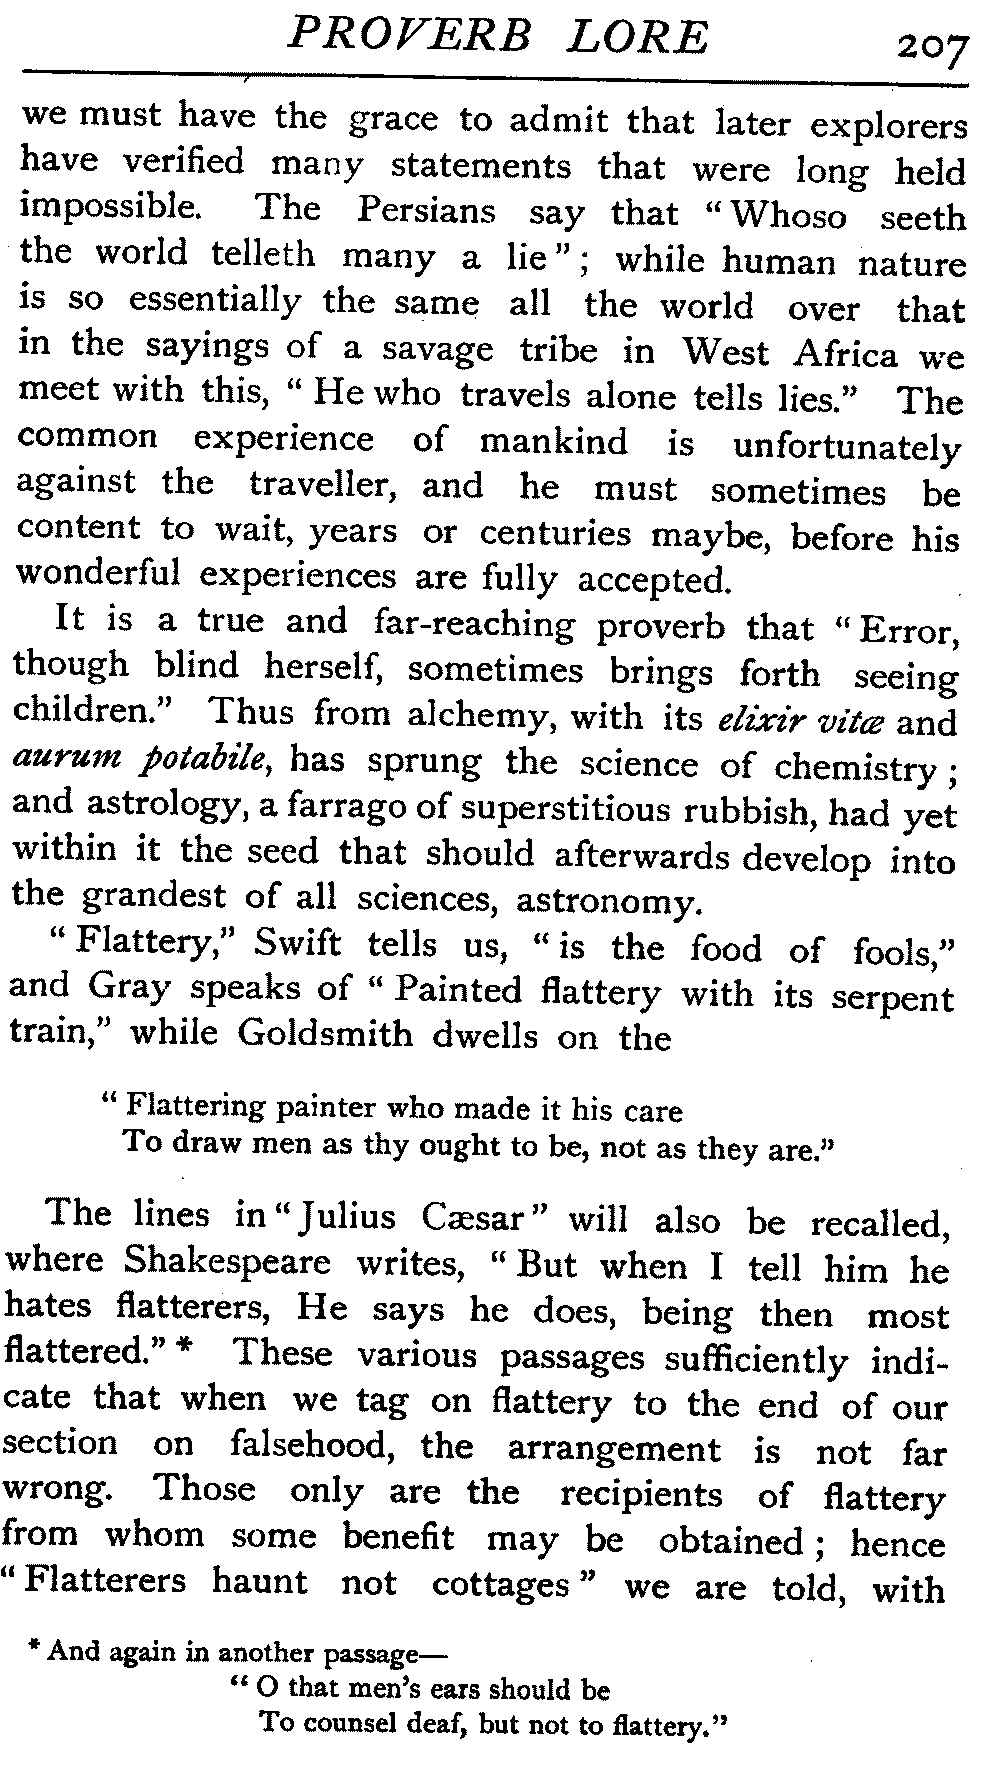 PROVERB LORE 207
we must have the grace to admit that later explorers
have verified many statements that were long held
impossible. The Persians say that "Whoso seeth
the world telleth many a lie"; while human nature
is so essentially the same all the world over that
in the sayings of a savage tribe in West Africa we
meet with this, "He who travels alone tells lies." The
common experience of mankind is unfortunately
against the traveller, and he must sometimes be
content to wait, years or centuries maybe, before his
wonderful experiences are fully accepted.
It is a true and far-reaching proverb that "Error,
though blind herself, sometimes brings forth seeing
children." Thus from alchemy, with its elixir vitæ and
aurum potabile, has sprung the science of chemistry;
and astrology, a farrago of superstitious rubbish, had yet
within it the seed that should afterwards develop into
the grandest of all sciences, astronomy.
"Flattery," Swift tells us, "is the food of fools,"
and Gray speaks of "Painted flattery with its serpent
train," while Goldsmith dwells on the
"Flattering painter who made it his care
To draw men as thy ought to be, not as they are."
The lines in "Julius Cæsar" will also be recalled,
where Shakespeare writes, "But when I tell him he
hates flatterers, He says he does, being then most
flattered."* These various passages sufficiently indi-
cate that when we tag on flattery to the end of our
section on falsehood, the arrangement is not far
wrong. Those only are the recipients of flattery
from whom some benefit may be obtained; hence
"Flatterers haunt not cottages" we are told, with
* And again in another passage—
"O that men's ears should be
To counsel deaf, but not to flattery."